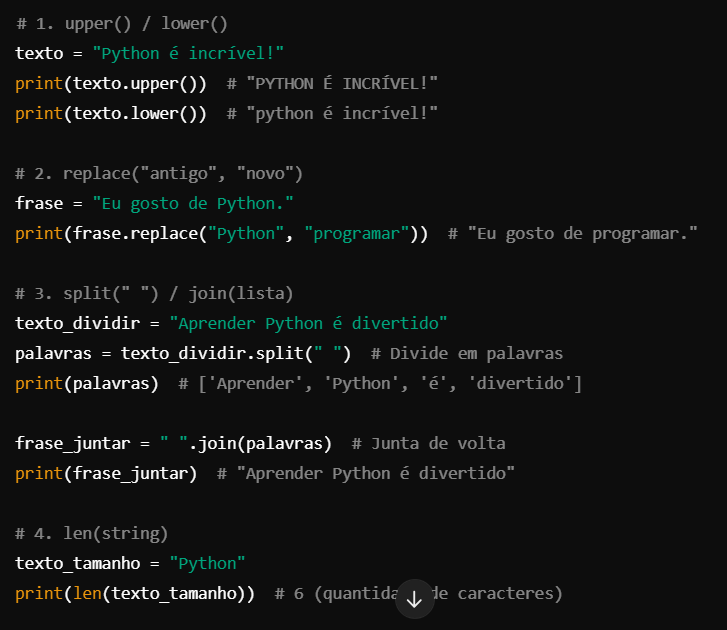 # 1. upper() / lower()
texto = "Python é incrível!"
print(texto.upper())  # "PYTHON É INCRÍVEL!"
print(texto.lower())  # "python é incrível!"
# 2. replace("antigo", "novo")
frase = "Eu gosto de Python."
print(frase.replace("Python", "programar"))  # "Eu gosto de programar."
# 3. split(" ") / join(lista)
texto_dividir = "Aprender Python é divertido"
palavras = texto_dividir.split(" ")  # Divide em palavras
print(palavras)  # ['Aprender', 'Python', 'é', 'divertido']
frase_juntar = " ".join(palavras)  # Junta de volta
print(frase_juntar)  # "Aprender Python é divertido"
# 4. len(string)
texto_tamanho = "Python"
print(len(texto_tamanho))  # 6 (quantida de caracteres)